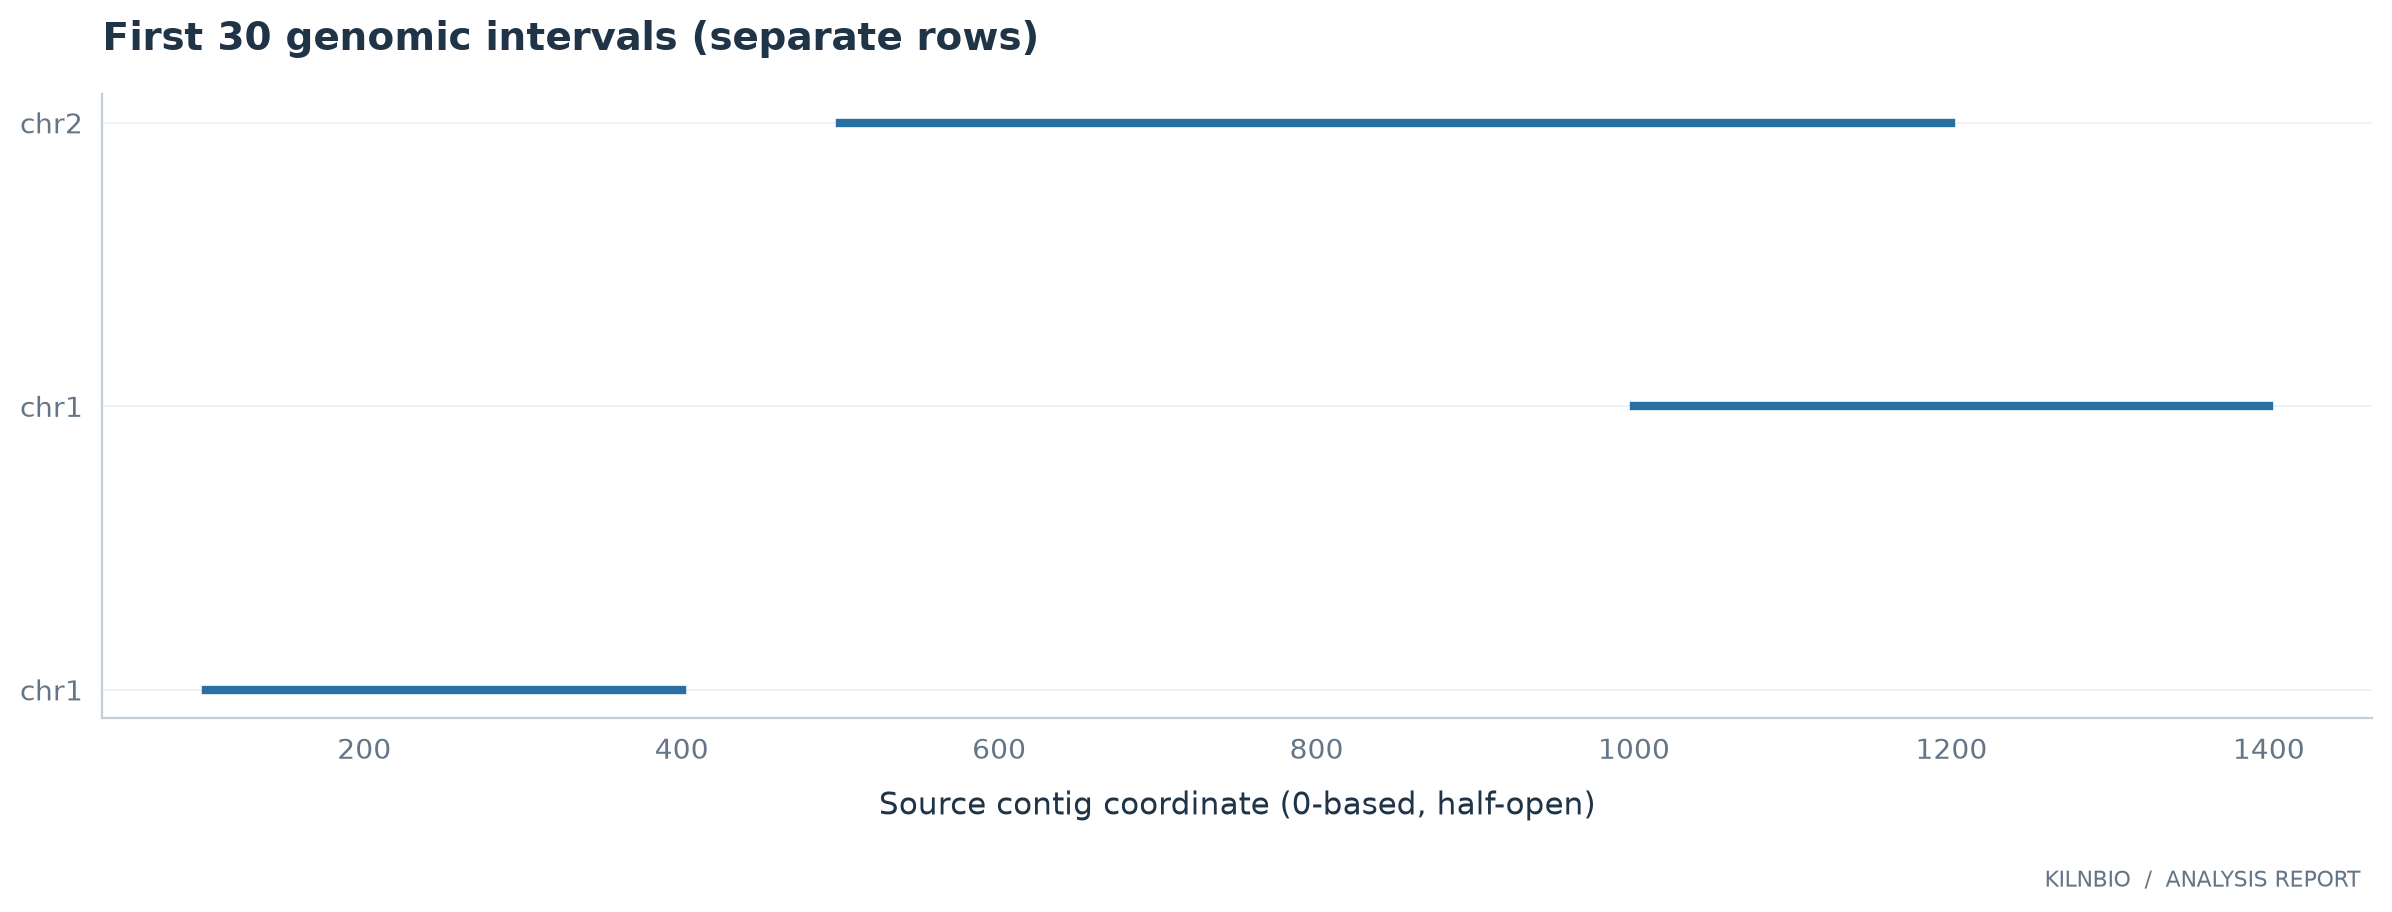 First 30 genomic intervals (separate rows)
chr2
chr1
chr1
200 400 600 800 1000 1200 1400
Source contig coordinate (0-based, half-open)
KILNBIO / ANALYSIS REPORT